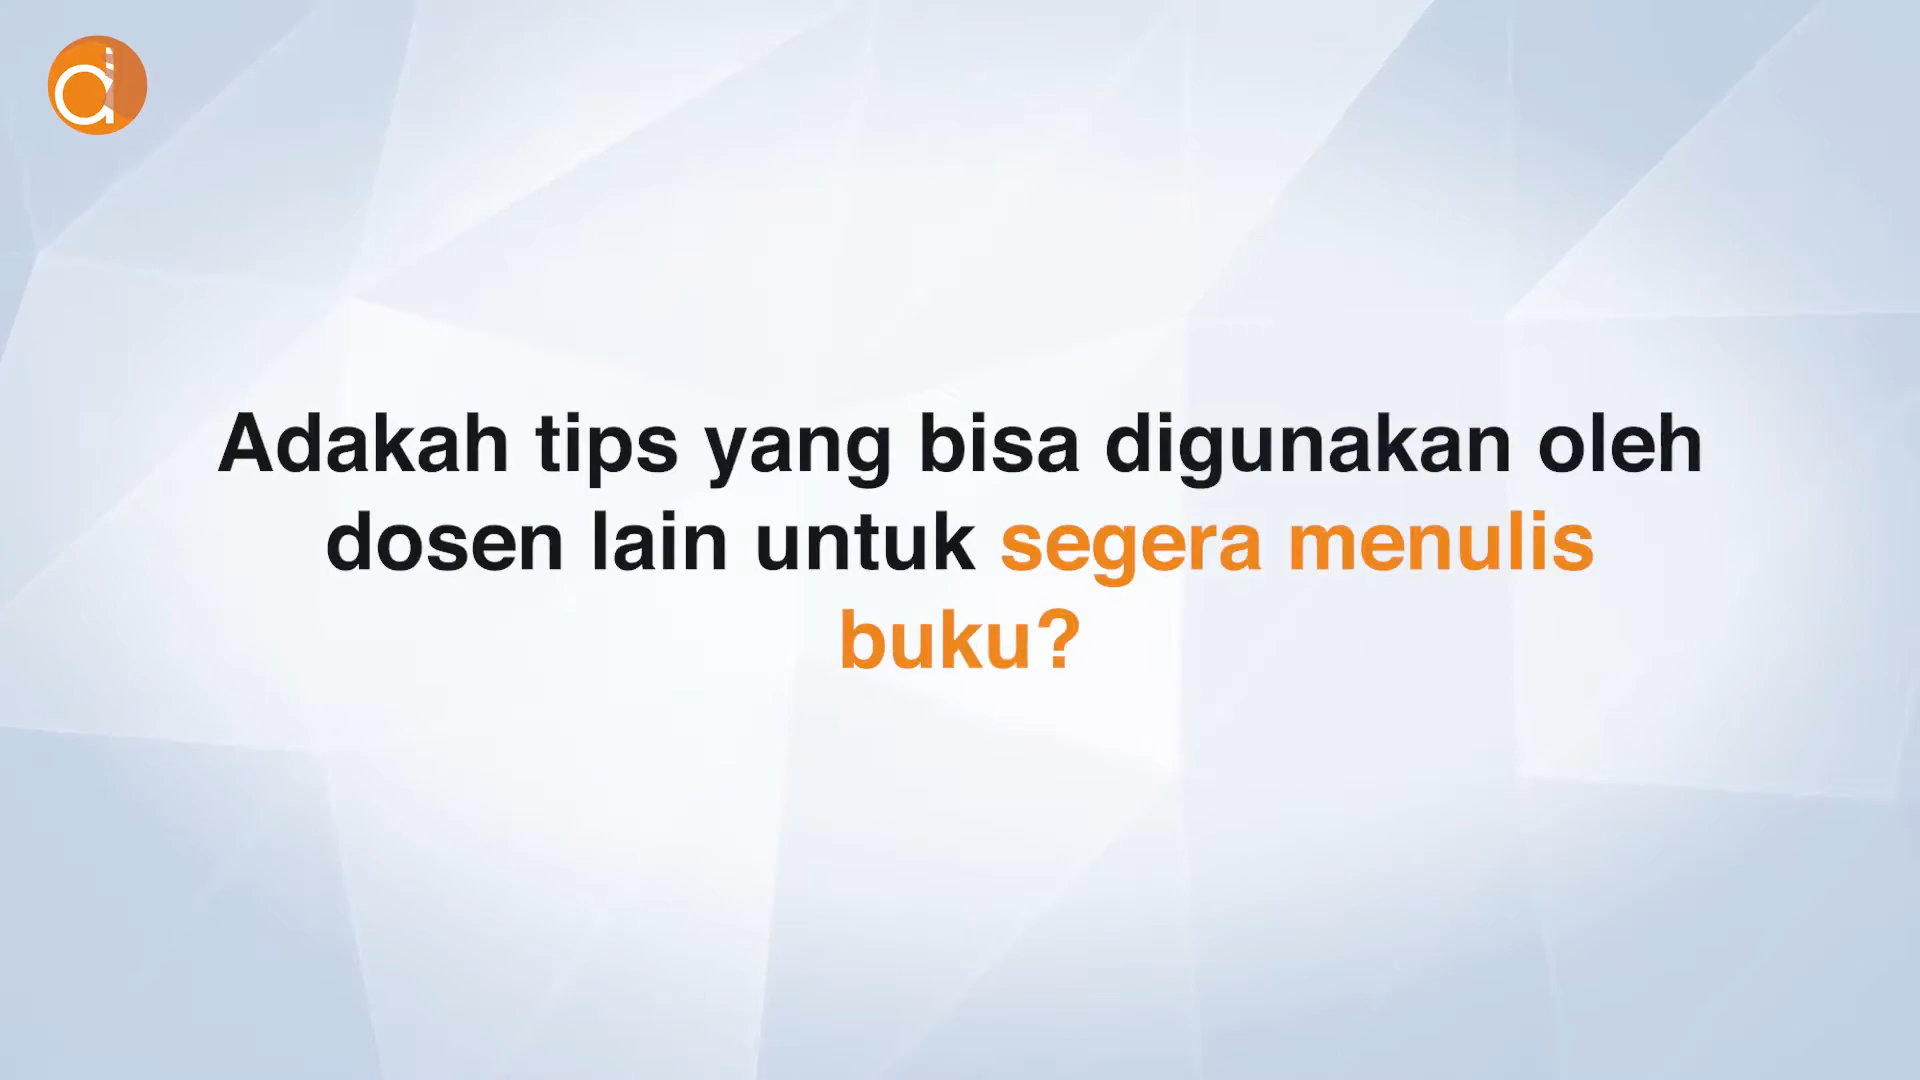 Adakah tips yang bisa digunakan oleh
dosen lain untuk segera menulis
buku?